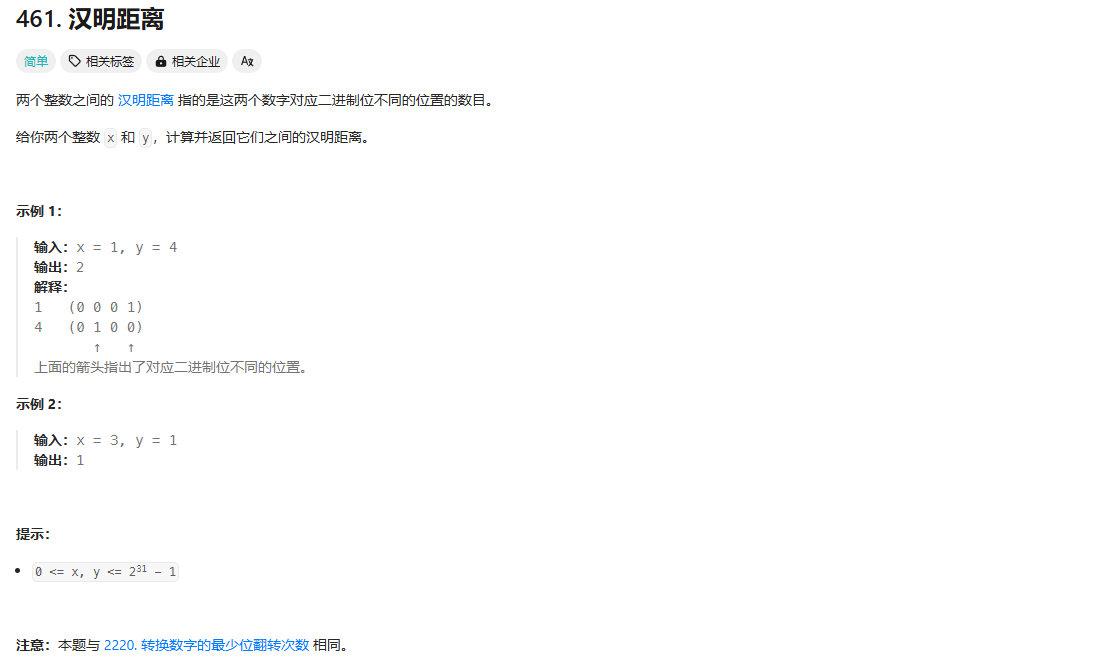 461. 汉明距离
简单 相关标签 相关企业 A文
两个整数之间的 汉明距离 指的是这两个数字对应二进制位不同的位置的数目。
给你两个整数 x 和 y，计算并返回它们之间的汉明距离。
示例 1：
输入：x = 1, y = 4
输出：2
解释：
1   (0 0 0 1)
4   (0 1 0 0)
       ↑   ↑
上面的箭头指出了对应二进制位不同的位置。
示例 2：
输入：x = 3, y = 1
输出：1
提示：
• 0 <= x, y <= 2³¹ - 1
注意：本题与 2220. 转换数字的最少位翻转次数 相同。